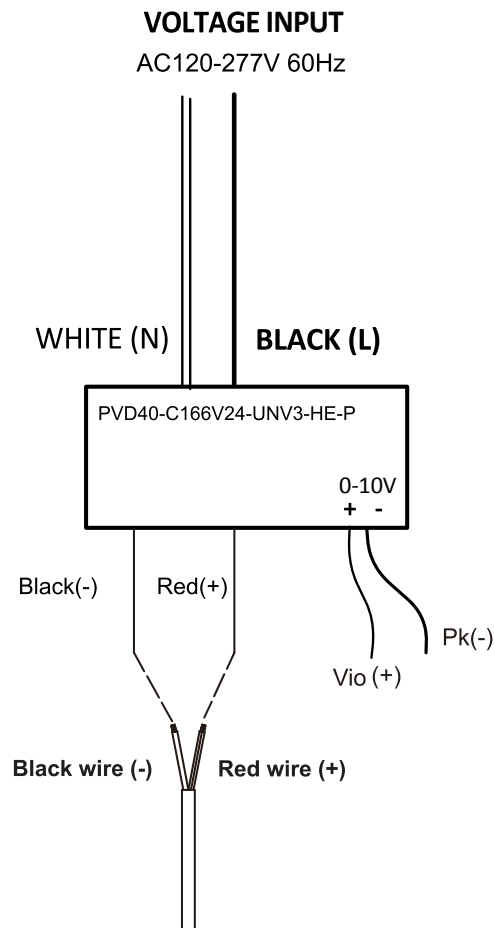 VOLTAGE INPUT
AC120-277V 60Hz
WHITE (N)
BLACK (L)
PVD40-C166V24-UNV3-HE-P
0-10V
+ -
Black(-)
Red(+)
Pk(-)
Vio (+)
Black wire (-)
Red wire (+)